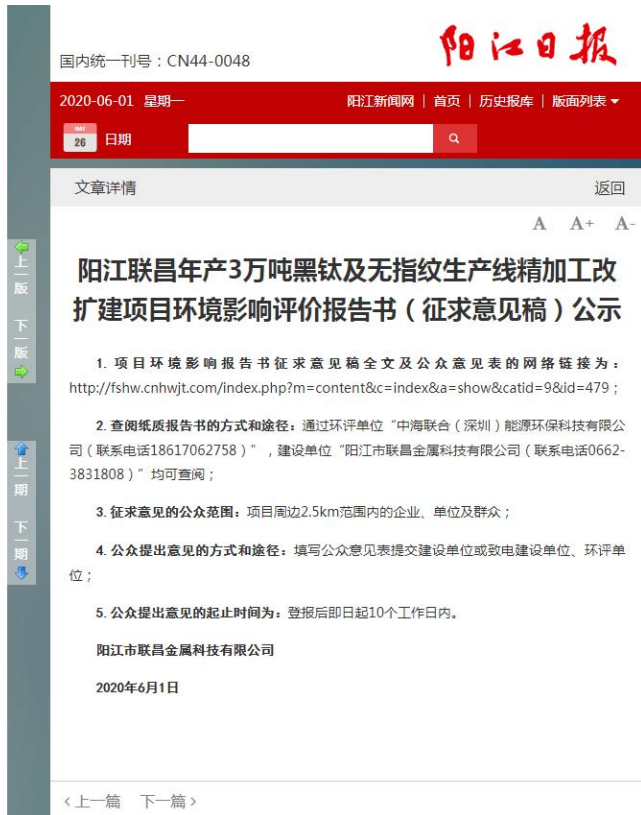 国内统一刊号：CN44-0048
阳江日报
2020-06-01 星期一
阳江新闻网 | 首页 | 历史报库 | 版面列表
MAY
26
日期
文章详情
返回
A A+ A-
上一版
下一版
上一期
下一期
阳江联昌年产3万吨黑钛及无指纹生产线精加工改
扩建项目环境影响评价报告书（征求意见稿）公示
1. 项目环境影响报告书征求意见稿全文及公众意见表的网络链接为：
http://fshw.cnhwjt.com/index.php?m=content&c=index&a=show&catid=9&id=479；
2. 查阅纸质报告书的方式和途径：通过环评单位“中海联合（深圳）能源环保科技有限公
司（联系电话18617062758）”，建设单位“阳江市联昌金属科技有限公司（联系电话0662-
3831808）”均可查阅；
3. 征求意见的公众范围：项目周边2.5km范围内的企业、单位及群众；
4. 公众提出意见的方式和途径：填写公众意见表提交建设单位或致电建设单位、环评单
位；
5. 公众提出意见的起止时间为：登报后即日起10个工作日内。
阳江市联昌金属科技有限公司
2020年6月1日
‹上一篇 下一篇›